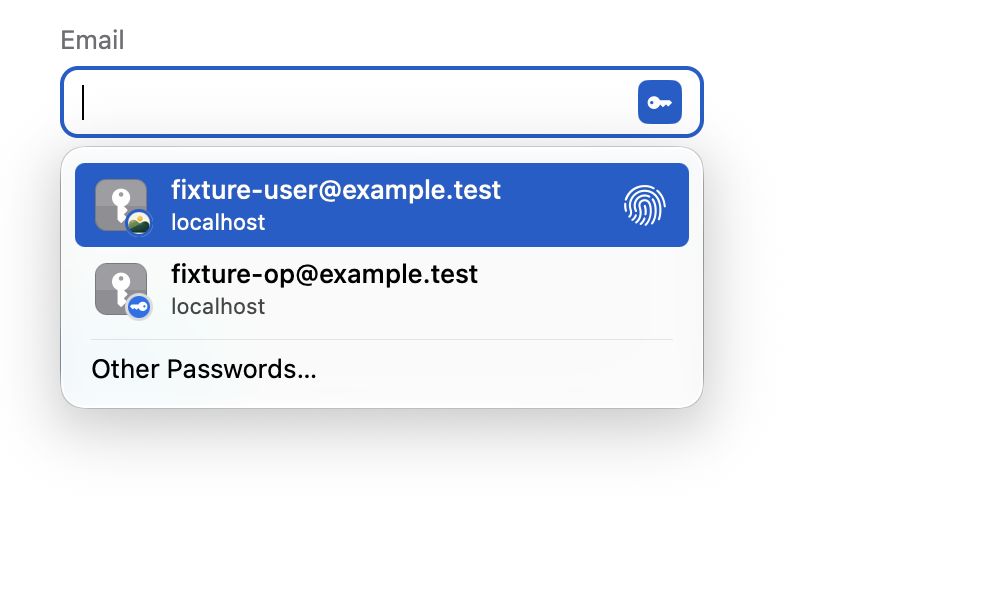 Email
fixture-user@example.test
localhost
fixture-op@example.test
localhost
Other Passwords...